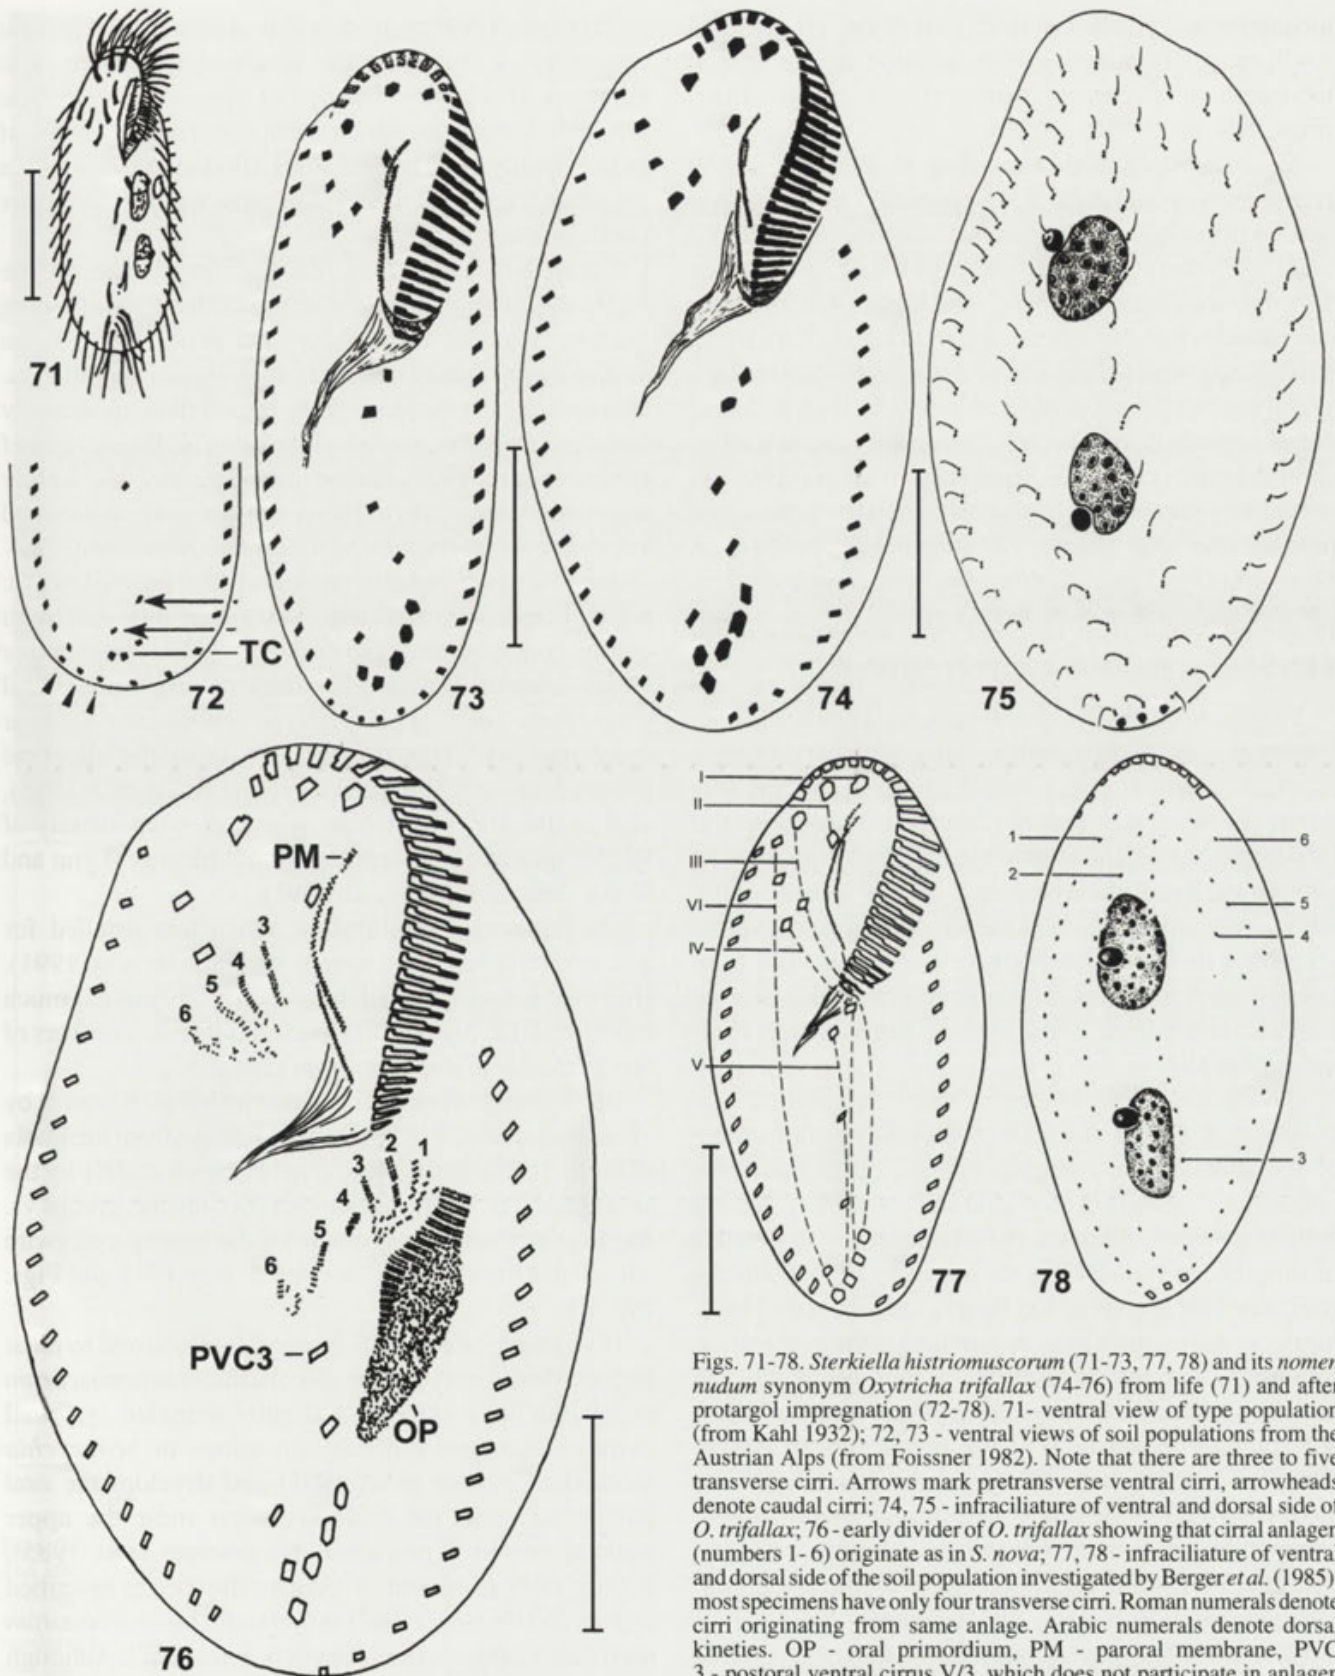 71
72
TC
73
74
75
PM
3
4
5
6
2
1
3
4
5
6
PVC3
OP
76
I
II
III
VI
IV
V
77
1
2
6
5
4
3
78
Figs. 71-78. Sterkiella histriomuscorum (71-73, 77, 78) and its nomen
nudum synonym Oxytricha trifallax (74-76) from life (71) and after
protargol impregnation (72-78). 71- ventral view of type population
(from Kahl 1932); 72, 73 - ventral views of soil populations from the
Austrian Alps (from Foissner 1982). Note that there are three to five
transverse cirri. Arrows mark pretransverse ventral cirri, arrowheads
denote caudal cirri; 74, 75 - infraciliature of ventral and dorsal side of
O. trifallax; 76 - early divider of O. trifallax showing that cirral anlagen
(numbers 1- 6) originate as in S. nova; 77, 78 - infraciliature of ventral
and dorsal side of the soil population investigated by Berger et al. (1985)
most specimens have only four transverse cirri. Roman numerals denote
cirri originating from same anlage. Arabic numerals denote dorsal
kineties. OP - oral primordium, PM - paroral membrane, PVC
3 - postoral ventral cirrus V/3, which does not participate in anlagen